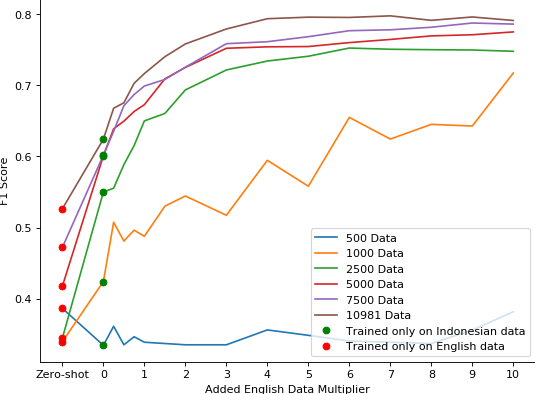 0.8
0.7
0.6
0.5
0.4
F1 Score
500 Data
1000 Data
2500 Data
5000 Data
7500 Data
10981 Data
Trained only on Indonesian data
Trained only on English data
Zero-shot 0 1 2 3 4 5 6 7 8 9 10
Added English Data Multiplier